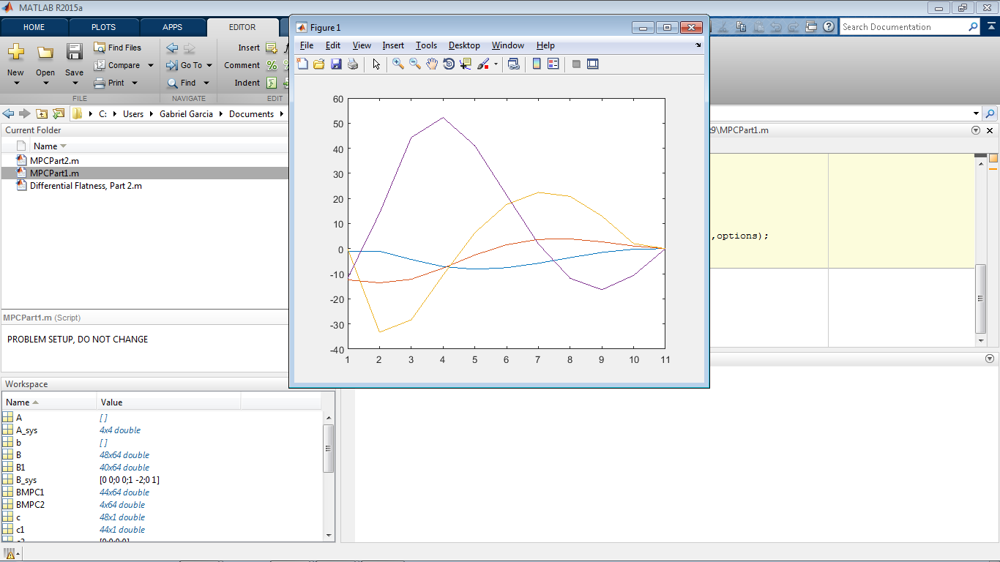 MATLAB R2015a
HOME PLOTS APPS EDITOR
Search Documentation
New Open Save
Find Files
Compare
Print
FILE
Go To
Find
NAVIGATE
Insert
Comment
Indent
EDIT
C: Users Gabriel Garcia Documents
Current Folder
Name
MPCPart2.m
MPCPart1.m
Differential Flatness, Part 2.m
MPCPart1.m (Script)
PROBLEM SETUP, DO NOT CHANGE
Workspace
Name Value
A [ ]
A_sys 4x4 double
b [ ]
B 48x64 double
B1 40x64 double
B_sys [0 0;0 0;1 -2;0 1]
BMPC1 44x64 double
BMPC2 4x64 double
c 48x1 double
c1 44x1 double
c2 [0;0;0;0]
Figure 1
File Edit View Insert Tools Desktop Window Help
60
50
40
30
20
10
0
-10
-20
-30
-40
1 2 3 4 5 6 7 8 9 10 11
9\MPCPart1.m
,options);